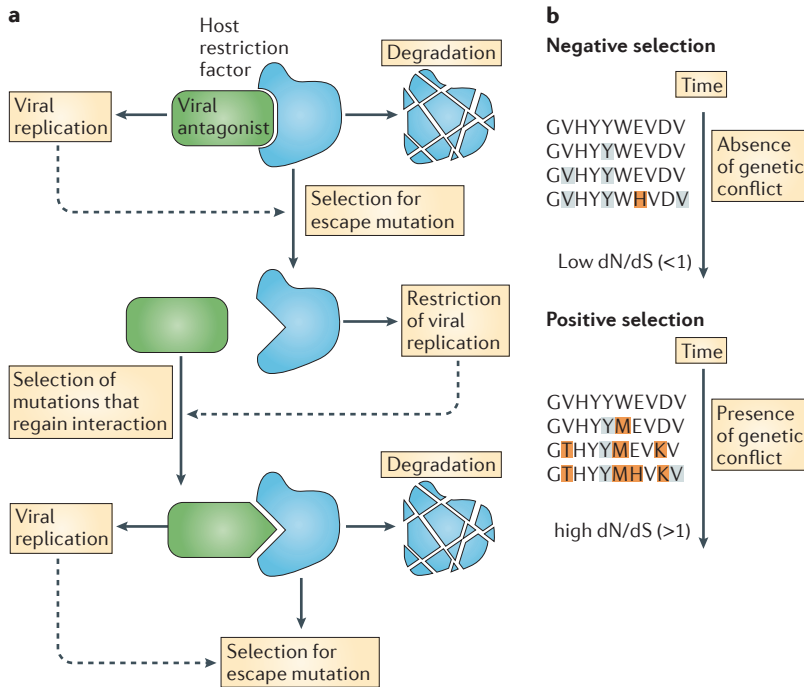 a
Host
restriction
factor
Degradation
Viral
replication
Viral
antagonist
Selection for
escape mutation
Restriction
of viral
replication
Selection of
mutations that
regain interaction
Degradation
Viral
replication
Selection for
escape mutation
b
Negative selection
Time
GVHYYWEVDV
GVHYYWEVDV
GVHYYWEVDV
GVHYYWHVDV
Absence
of genetic
conflict
Low dN/dS (<1)
Positive selection
Time
GVHYYWEVDV
GVHYYMEVDV
GTHYYMEVKV
GTHYYMHVKV
Presence
of genetic
conflict
high dN/dS (>1)